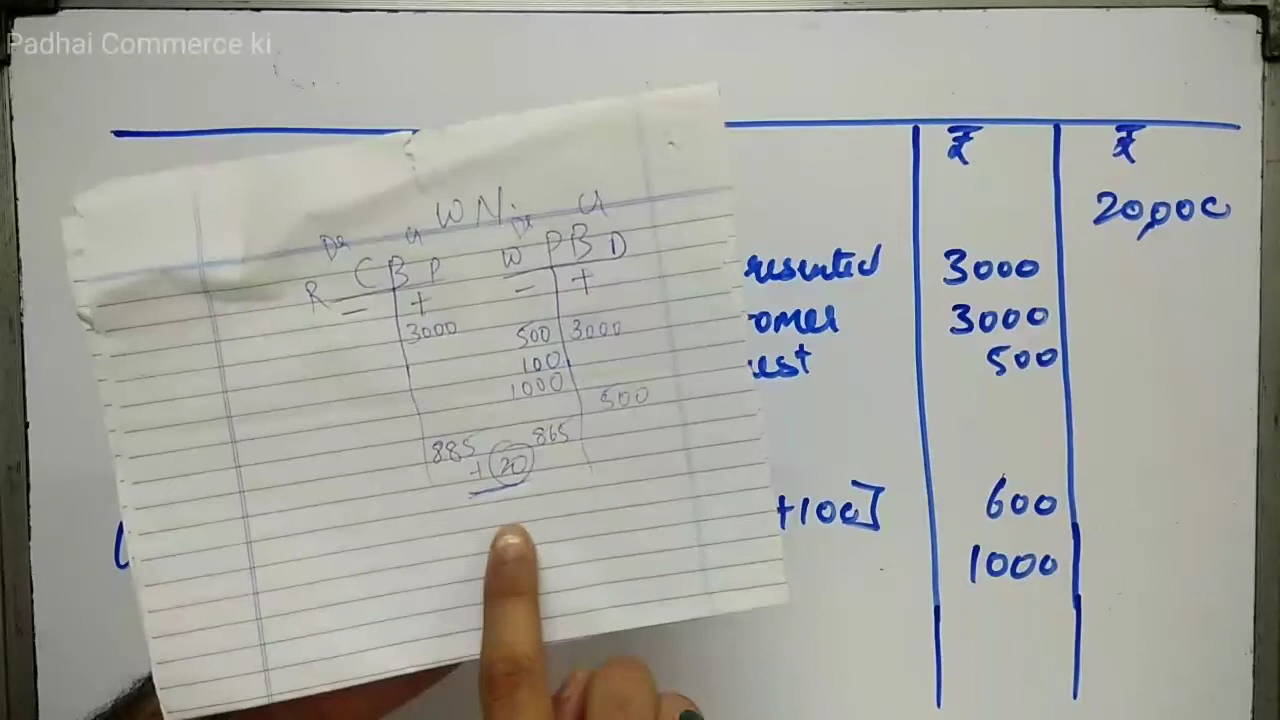 Padhai Commerce ki
₹ ₹
20,000
resented 3000
omer 3000
est 500
+100] 600
1000
WN
Dr Cr Dr Cr
R C B P W P B D
- + - +
3000 500 3000
100
1000
500
885 865
+ 20